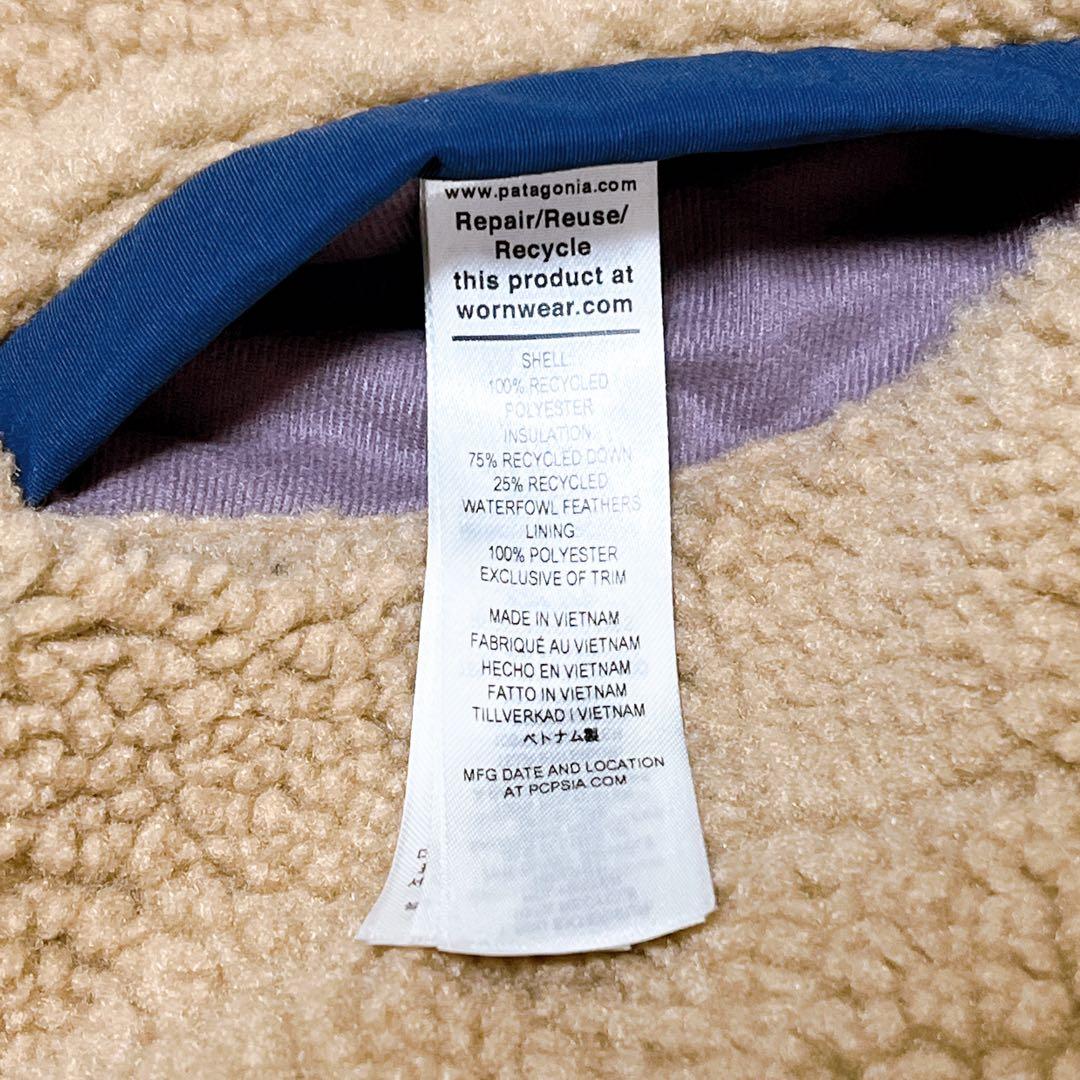 www.patagonia.com
Repair/Reuse/
Recycle
this product at
wornwear.com
SHELL:
100% RECYCLED
POLYESTER
INSULATION:
75% RECYCLED DOWN
25% RECYCLED
WATERFOWL FEATHERS
LINING:
100% POLYESTER
EXCLUSIVE OF TRIM
MADE IN VIETNAM
FABRIQUÉ AU VIETNAM
HECHO EN VIETNAM
FATTO IN VIETNAM
TILLVERKAD I VIETNAM
ベトナム製
MFG DATE AND LOCATION
AT PCPSIA.COM